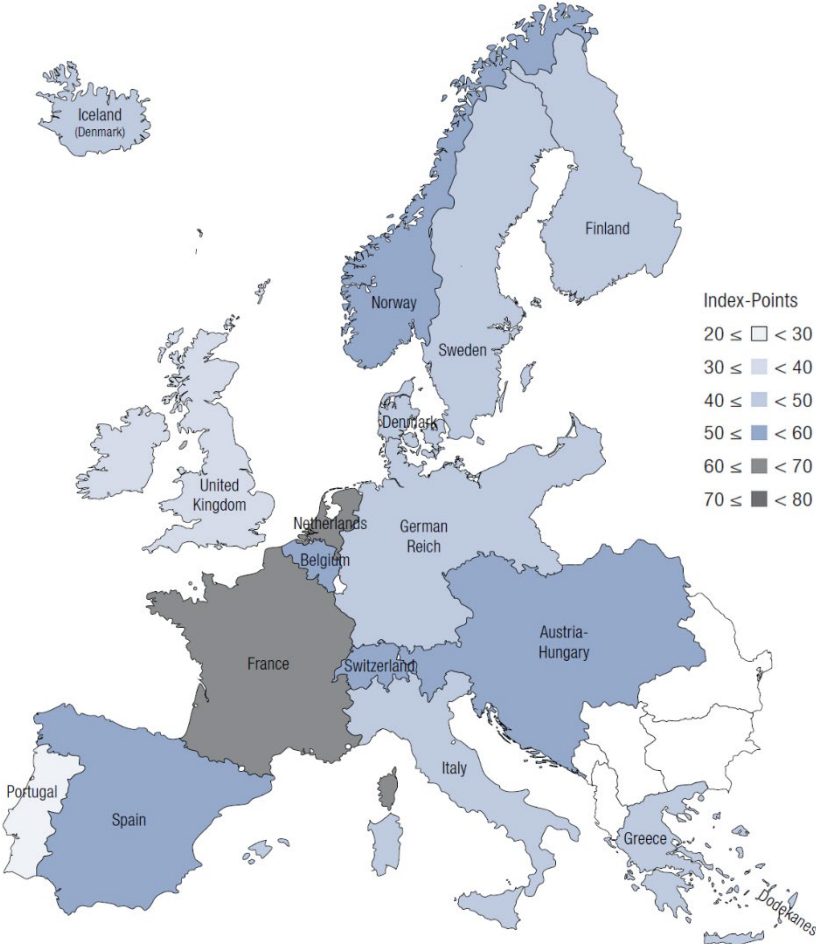 Iceland
(Denmark)
Finland
Norway
Index-Points
20 ≤ < 30
Sweden
30 ≤ < 40
40 ≤ < 50
Denmark
50 ≤ < 60
60 ≤ < 70
United
Kingdom
70 ≤ < 80
Netherlands
German
Reich
Belgium
Austria-
Hungary
France
Switzerland
Italy
Portugal
Spain
Greece
Dodekanes